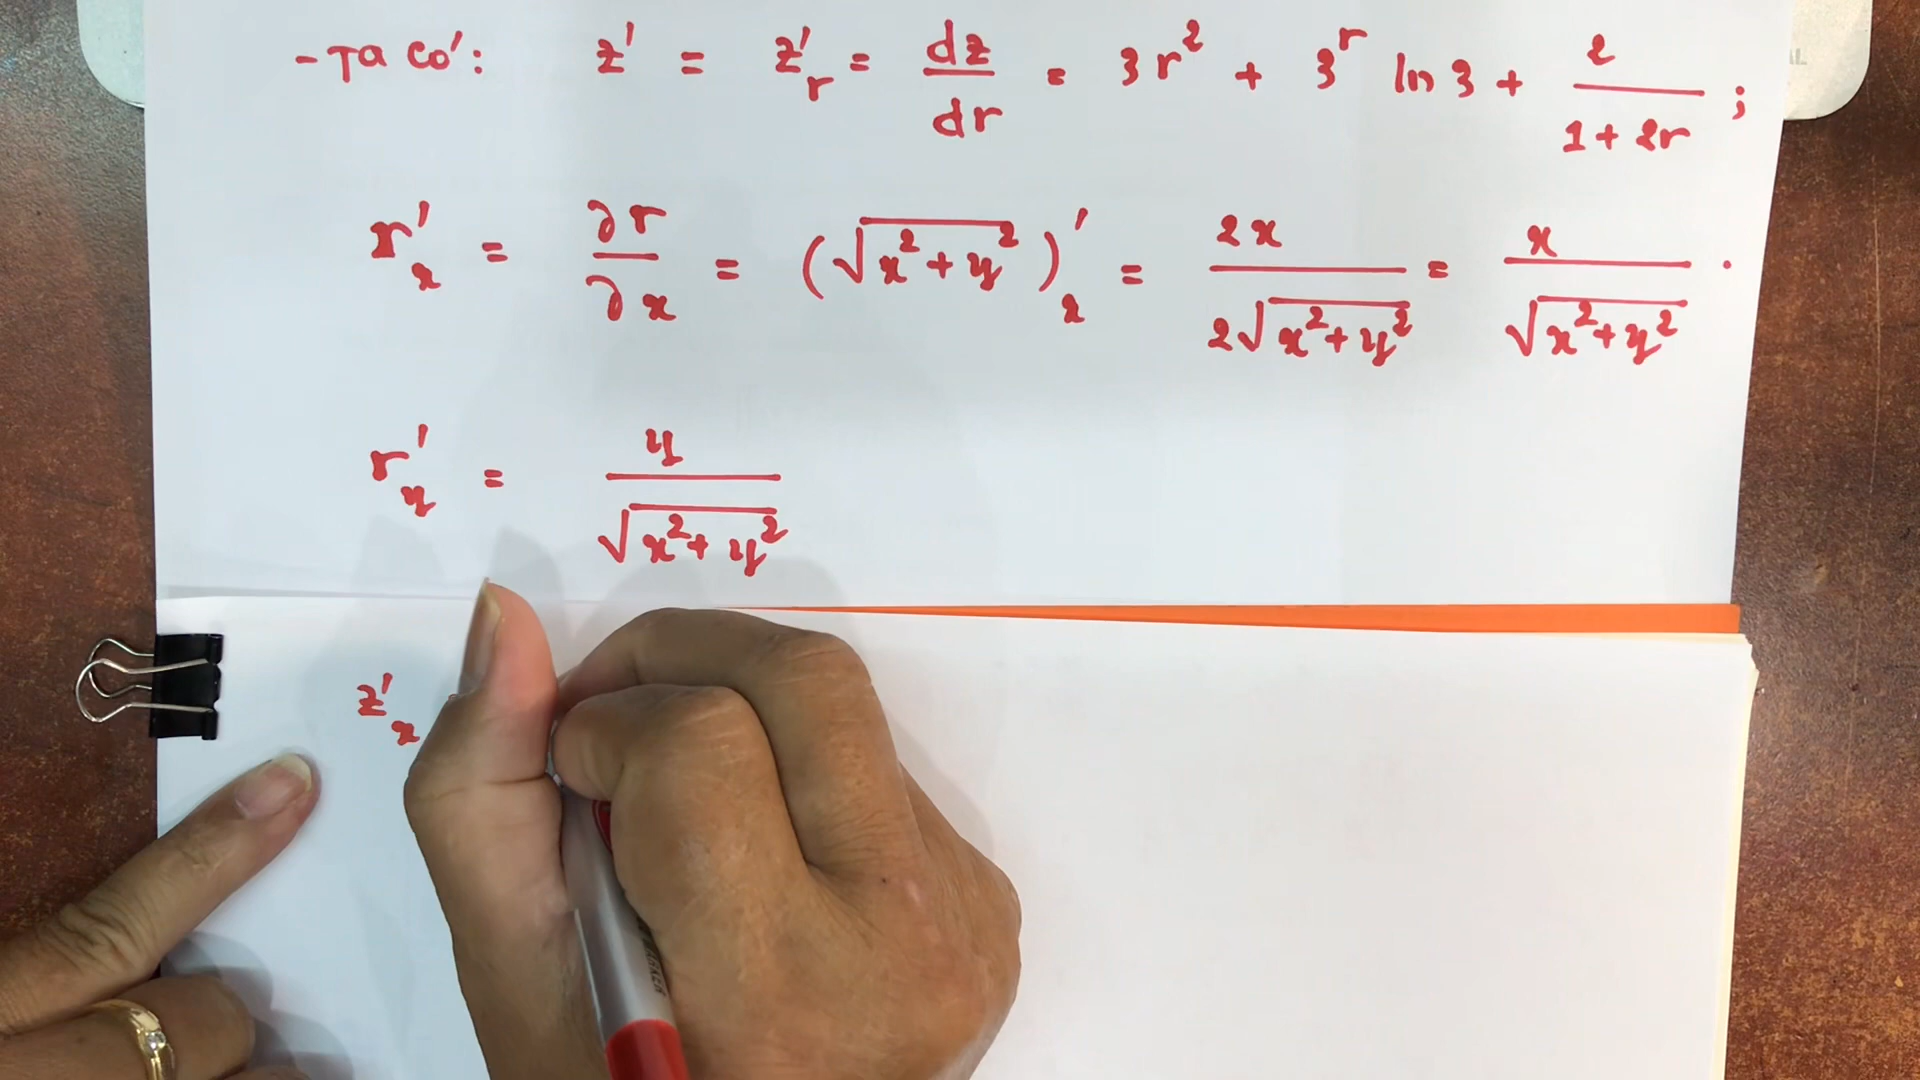 - Ta có: z' = z'_r = dz/dr = 3r² + 3^r ln 3 + 2/(1 + 2r) ;
r'_x = ∂r/∂x = (√(x² + y²))'_x = 2x/(2√(x² + y²)) = x/√(x² + y²) .
r'_y = y/√(x² + y²)
z'_x